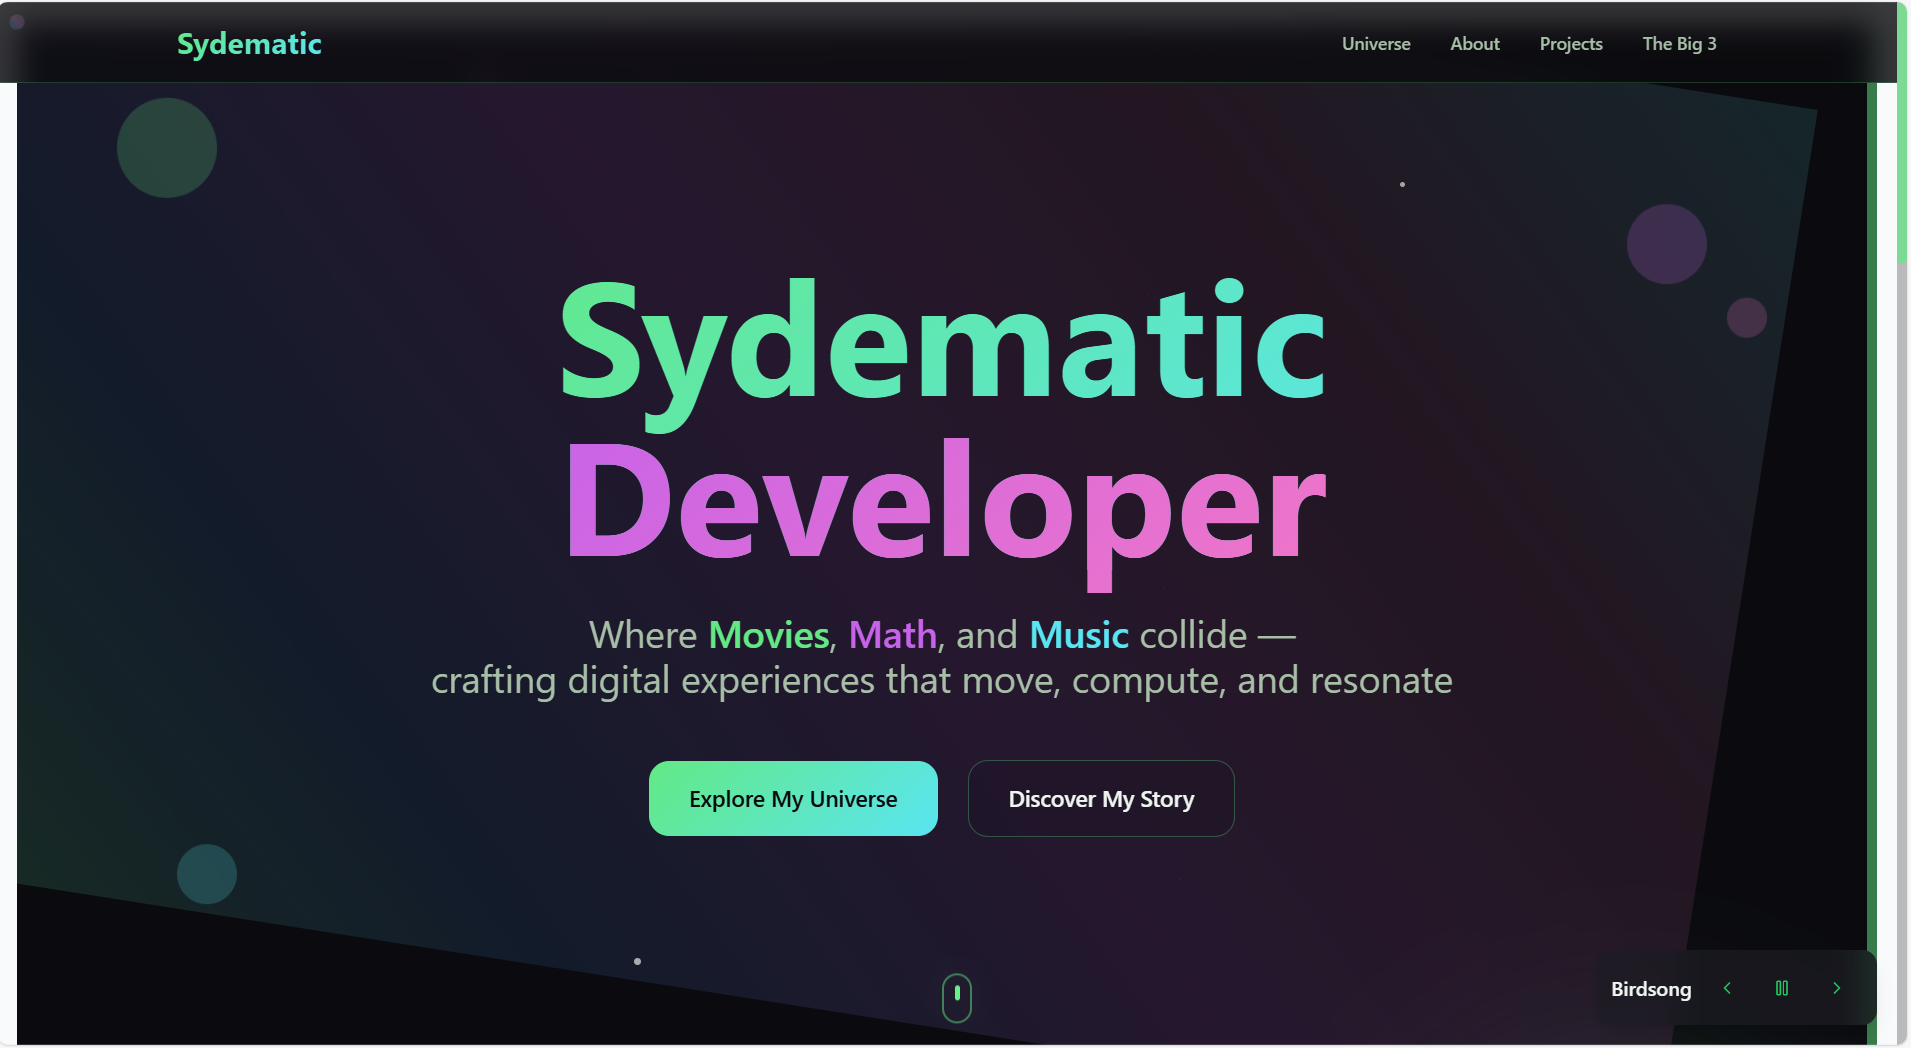 Sydematic
Universe
About
Projects
The Big 3
Sydematic
Developer
Where Movies, Math, and Music collide —
crafting digital experiences that move, compute, and resonate
Explore My Universe
Discover My Story
Birdsong